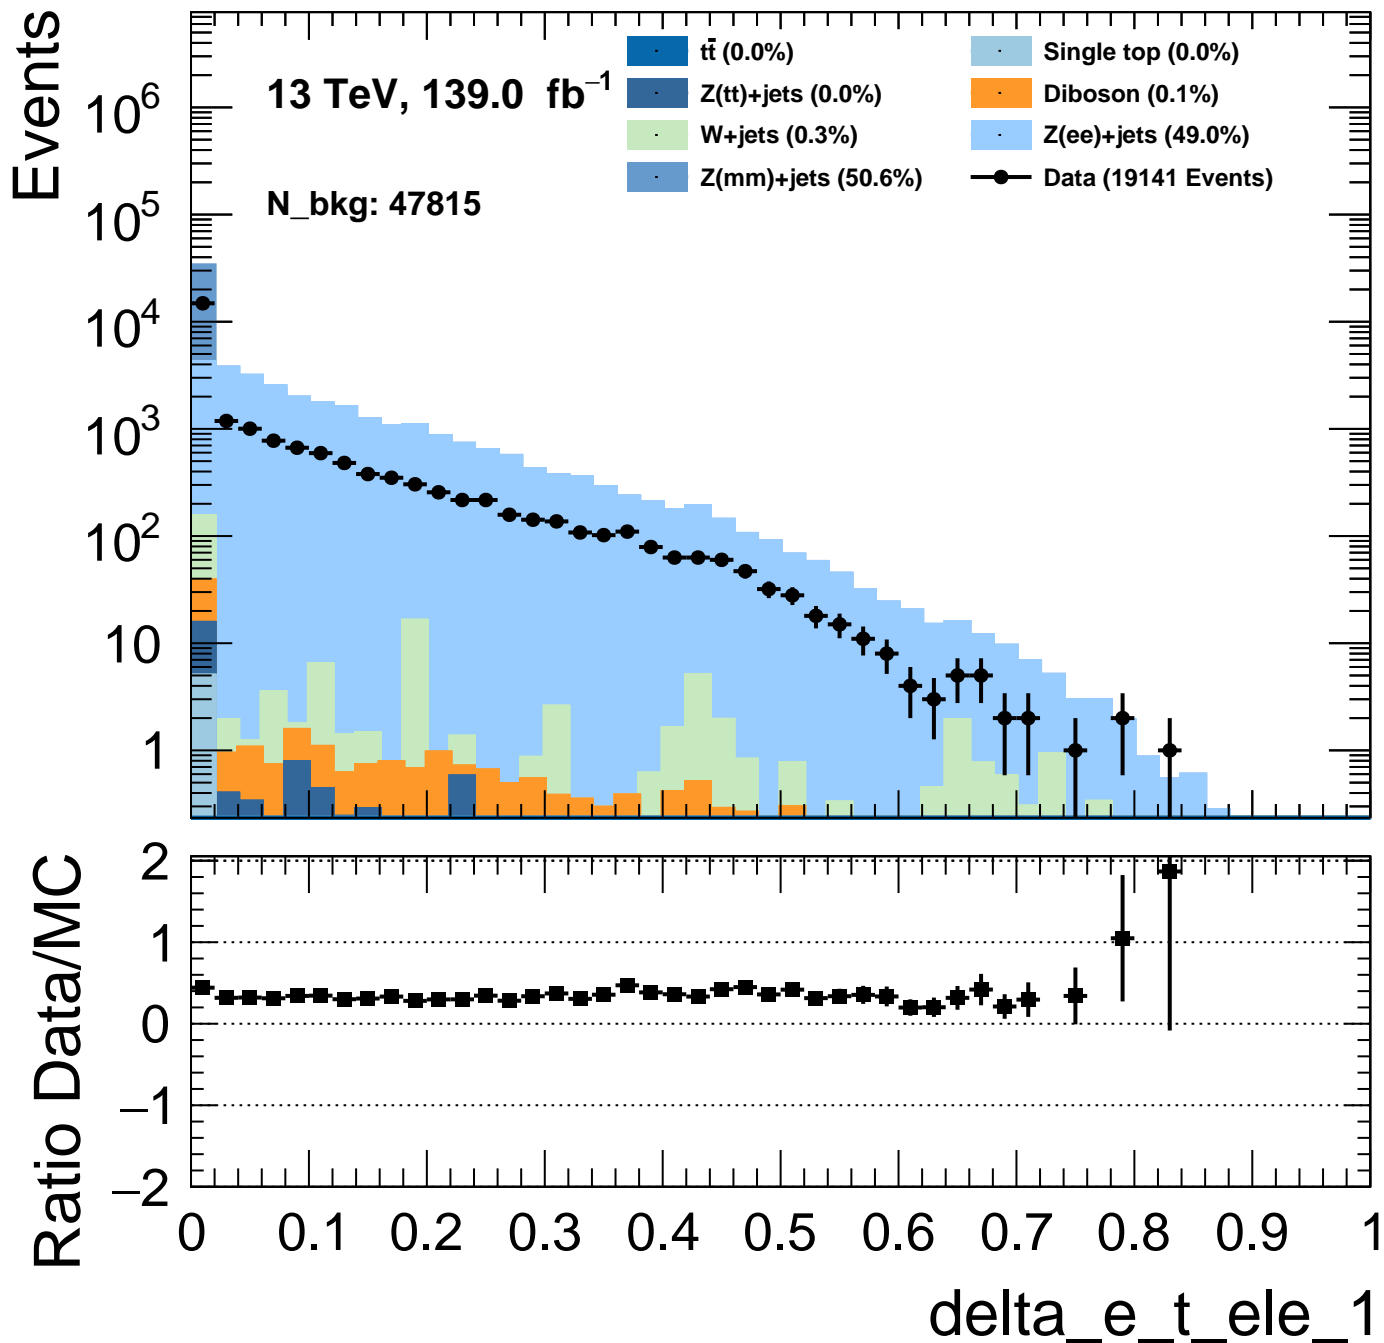 Events
10^6
10^5
10^4
10^3
10^2
10
1
13 TeV, 139.0 fb^−1
N_bkg: 47815
tt̄ (0.0%)
Single top (0.0%)
Z(tt)+jets (0.0%)
Diboson (0.1%)
W+jets (0.3%)
Z(ee)+jets (49.0%)
Z(mm)+jets (50.6%)
Data (19141 Events)
Ratio Data/MC
2
1
0
−1
−2
0 0.1 0.2 0.3 0.4 0.5 0.6 0.7 0.8 0.9 1
delta_e_t_ele_1